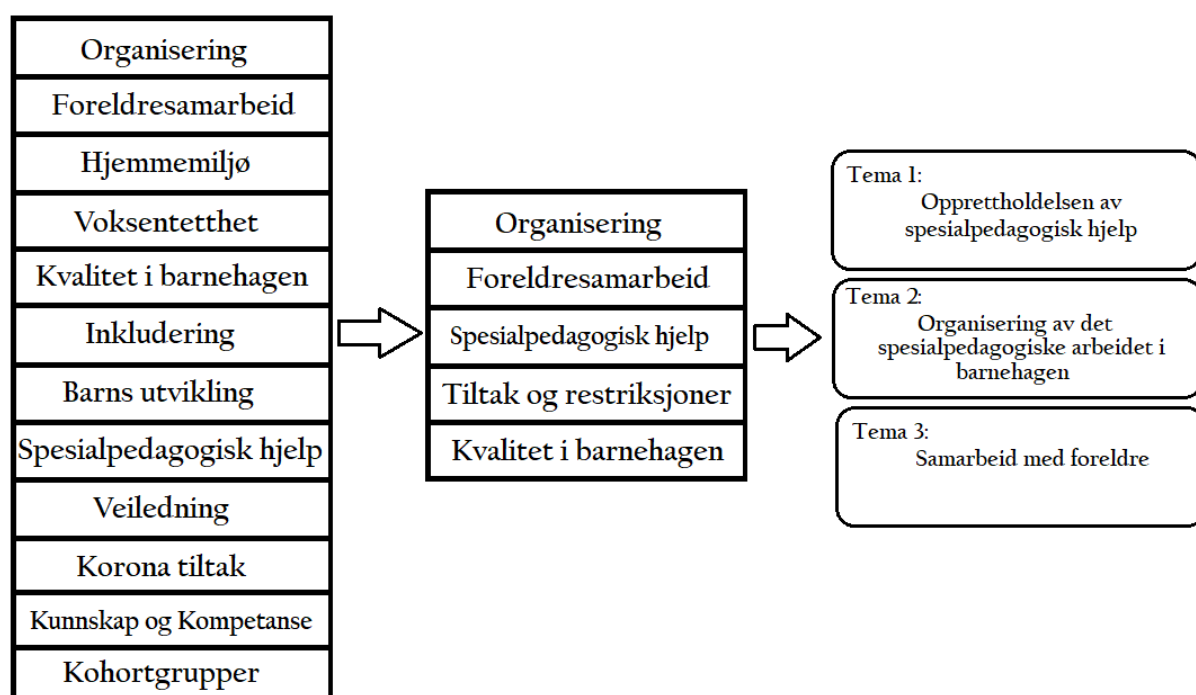 Organisering
Foreldresamarbeid
Hjemmemiljø
Voksentetthet
Kvalitet i barnehagen
Inkludering
Barns utvikling
Spesialpedagogisk hjelp
Veiledning
Korona tiltak
Kunnskap og Kompetanse
Kohortgrupper
Organisering
Foreldresamarbeid
Spesialpedagogisk hjelp
Tiltak og restriksjoner
Kvalitet i barnehagen
Tema 1:
Opprettholdelsen av
spesialpedagogisk hjelp
Tema 2:
Organisering av det
spesialpedagogiske arbeidet i
barnehagen
Tema 3:
Samarbeid med foreldre